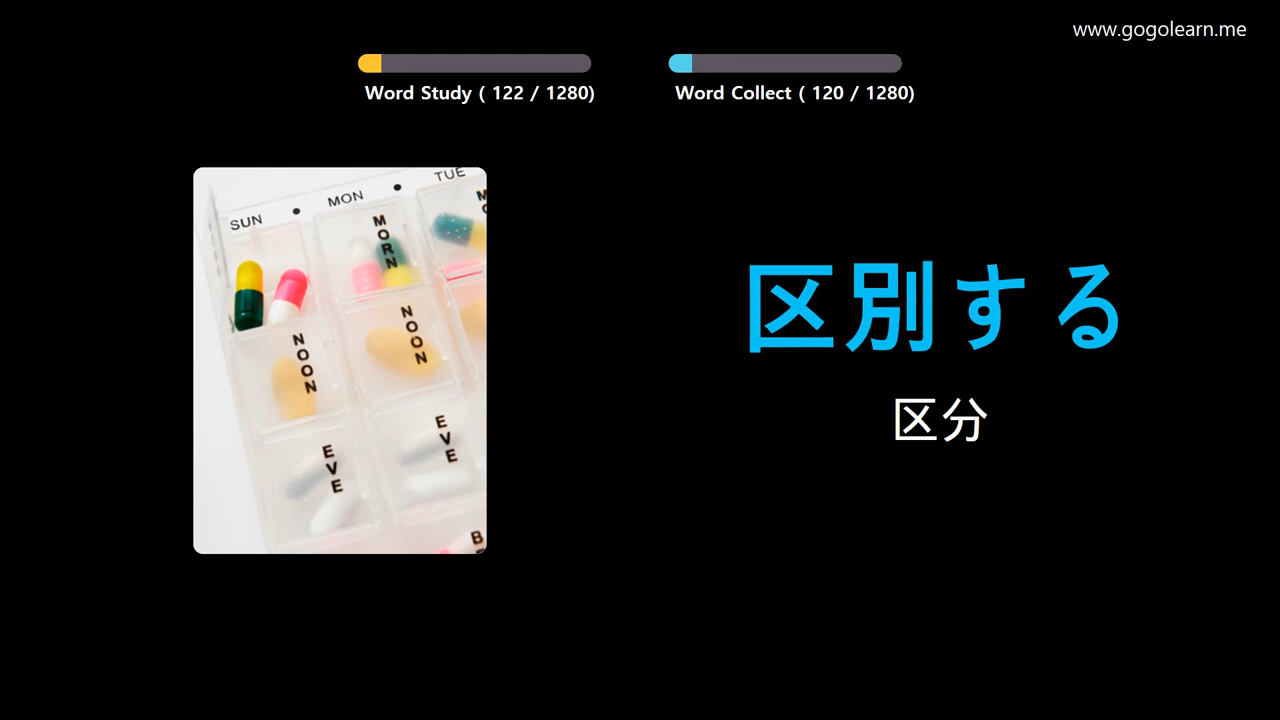 www.gogolearn.me
Word Study ( 122 / 1280)
Word Collect ( 120 / 1280)
SUN • MON • TUE
MORN
NOON
NOON
EVE
EVE
区別する
区分